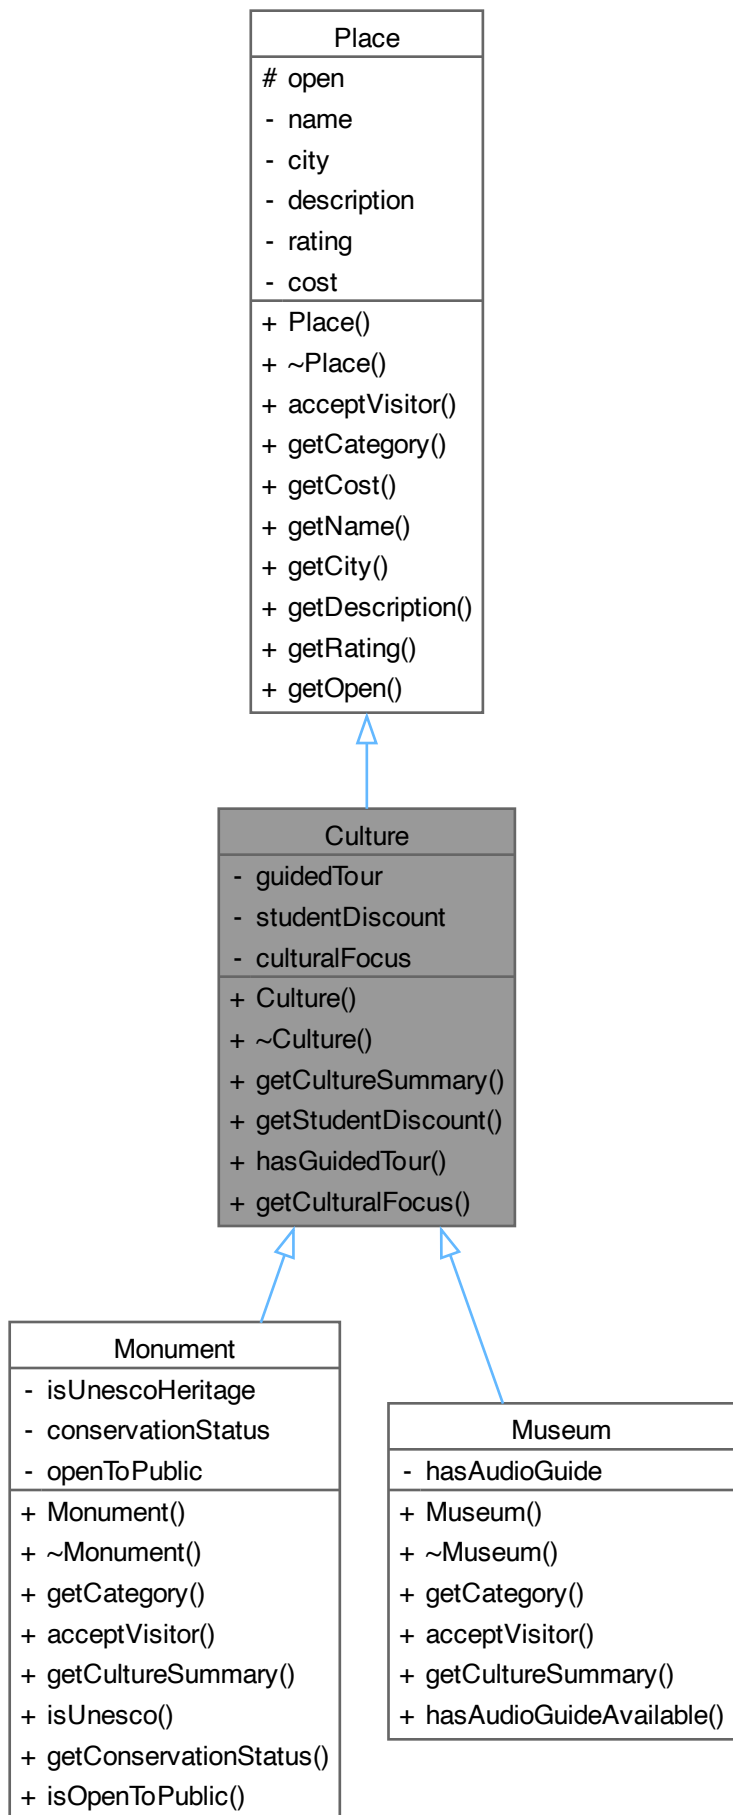 Place
# open
- name
- city
- description
- rating
- cost
+ Place()
+ ~Place()
+ acceptVisitor()
+ getCategory()
+ getCost()
+ getName()
+ getCity()
+ getDescription()
+ getRating()
+ getOpen()
Culture
- guidedTour
- studentDiscount
- culturalFocus
+ Culture()
+ ~Culture()
+ getCultureSummary()
+ getStudentDiscount()
+ hasGuidedTour()
+ getCulturalFocus()
Monument
- isUnescoHeritage
- conservationStatus
- openToPublic
+ Monument()
+ ~Monument()
+ getCategory()
+ acceptVisitor()
+ getCultureSummary()
+ isUnesco()
+ getConservationStatus()
+ isOpenToPublic()
Museum
- hasAudioGuide
+ Museum()
+ ~Museum()
+ getCategory()
+ acceptVisitor()
+ getCultureSummary()
+ hasAudioGuideAvailable()